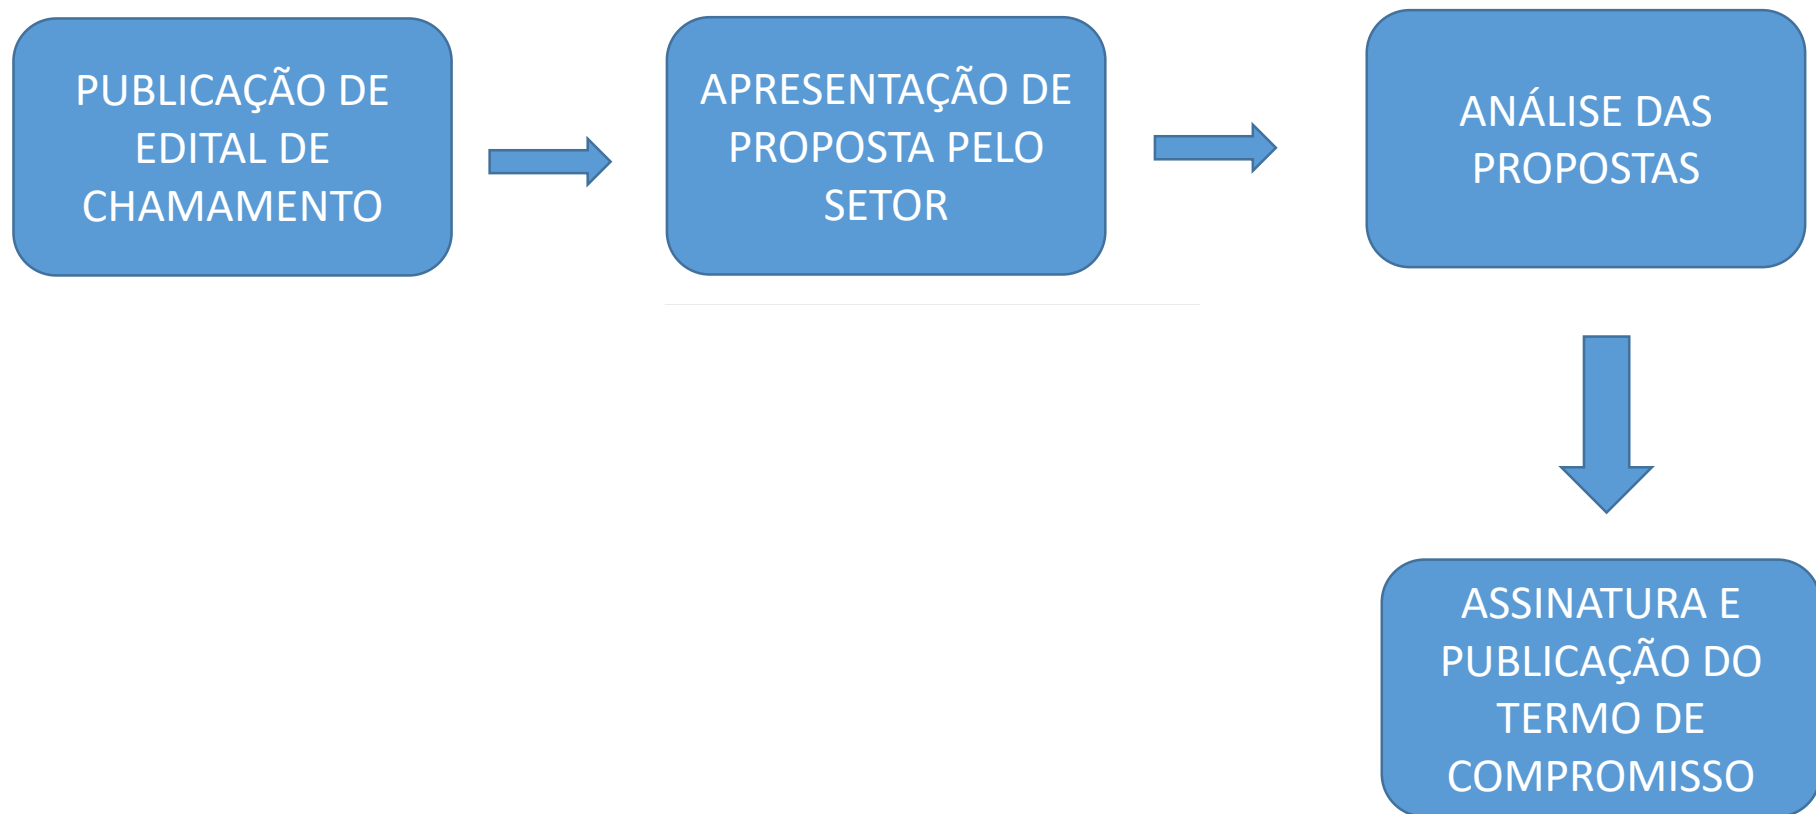 PUBLICAÇÃO DE
EDITAL DE
CHAMAMENTO
APRESENTAÇÃO DE
PROPOSTA PELO
SETOR
ANÁLISE DAS
PROPOSTAS
ASSINATURA E
PUBLICAÇÃO DO
TERMO DE
COMPROMISSO